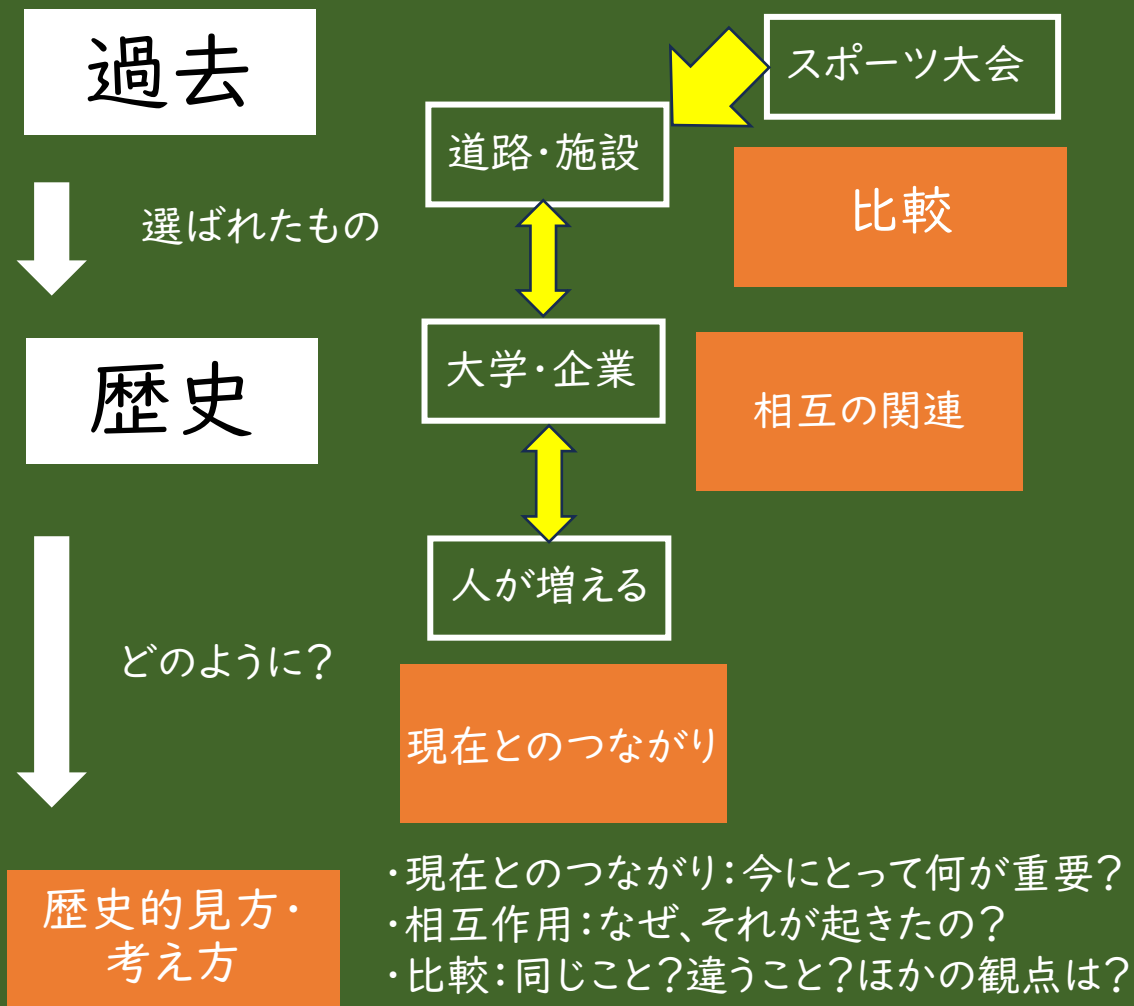 過去
スポーツ大会
道路・施設
選ばれたもの
比較
歴史
大学・企業
相互の関連
人が増える
どのように?
現在とのつながり
歴史的見方・
考え方
・現在とのつながり:今にとって何が重要?
・相互作用:なぜ、それが起きたの?
・比較:同じこと?違うこと?ほかの観点は?